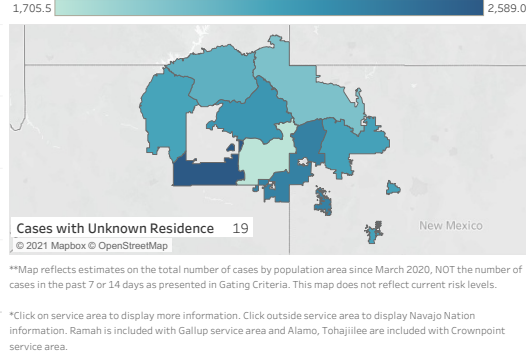 1,705.5 2,589.0
New Mexico
Cases with Unknown Residence 19
© 2021 Mapbox © OpenStreetMap
**Map reflects estimates on the total number of cases by population area since March 2020, NOT the number of
cases in the past 7 or 14 days as presented in Gating Criteria. This map does not reflect current risk levels.
*Click on service area to display more information. Click outside service area to display Navajo Nation
information. Ramah is included with Gallup service area and Alamo, Tohajiilee are included with Crownpoint
service area.